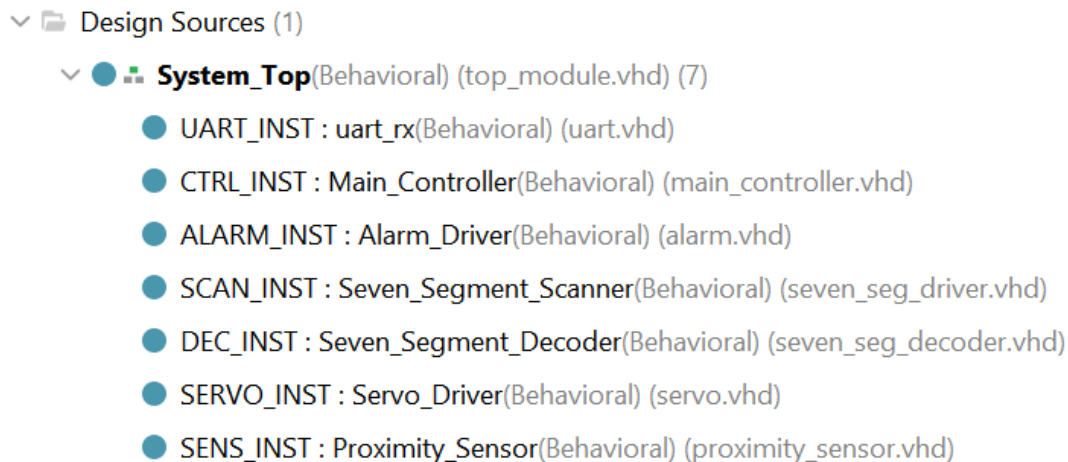 Design Sources (1)
System_Top(Behavioral) (top_module.vhd) (7)
UART_INST : uart_rx(Behavioral) (uart.vhd)
CTRL_INST : Main_Controller(Behavioral) (main_controller.vhd)
ALARM_INST : Alarm_Driver(Behavioral) (alarm.vhd)
SCAN_INST : Seven_Segment_Scanner(Behavioral) (seven_seg_driver.vhd)
DEC_INST : Seven_Segment_Decoder(Behavioral) (seven_seg_decoder.vhd)
SERVO_INST : Servo_Driver(Behavioral) (servo.vhd)
SENS_INST : Proximity_Sensor(Behavioral) (proximity_sensor.vhd)